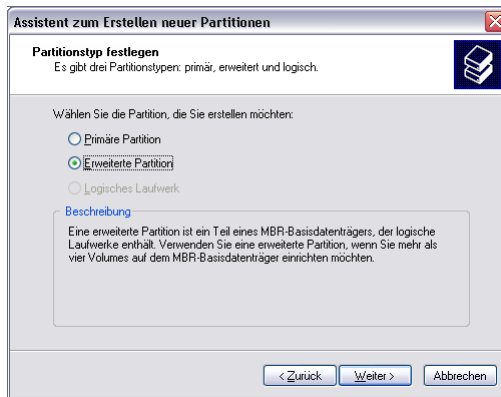 Assistent zum Erstellen neuer Partitionen
Partitionstyp festlegen
Es gibt drei Partitionstypen: primär, erweitert und logisch.
Wählen Sie die Partition, die Sie erstellen möchten:
Primäre Partition
Erweiterte Partition
Logisches Laufwerk
Beschreibung
Eine erweiterte Partition ist ein Teil eines MBR-Basisdatenträgers, der logische
Laufwerke enthält. Verwenden Sie eine erweiterte Partition, wenn Sie mehr als
vier Volumes auf dem MBR-Basisdatenträger einrichten möchten.
< Zurück Weiter > Abbrechen